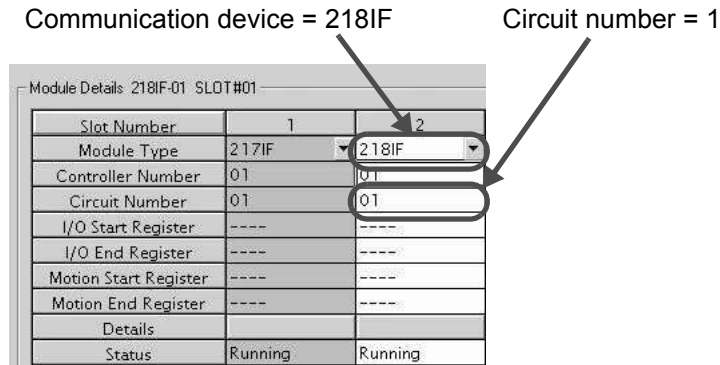 Communication device = 218IF Circuit number = 1
Module Details 218IF-01 SLOT#01
Slot Number 1 2
Module Type 217IF 218IF
Controller Number 01 01
Circuit Number 01 01
I/O Start Register ---- ----
I/O End Register ---- ----
Motion Start Register ---- ----
Motion End Register ---- ----
Details
Status Running Running